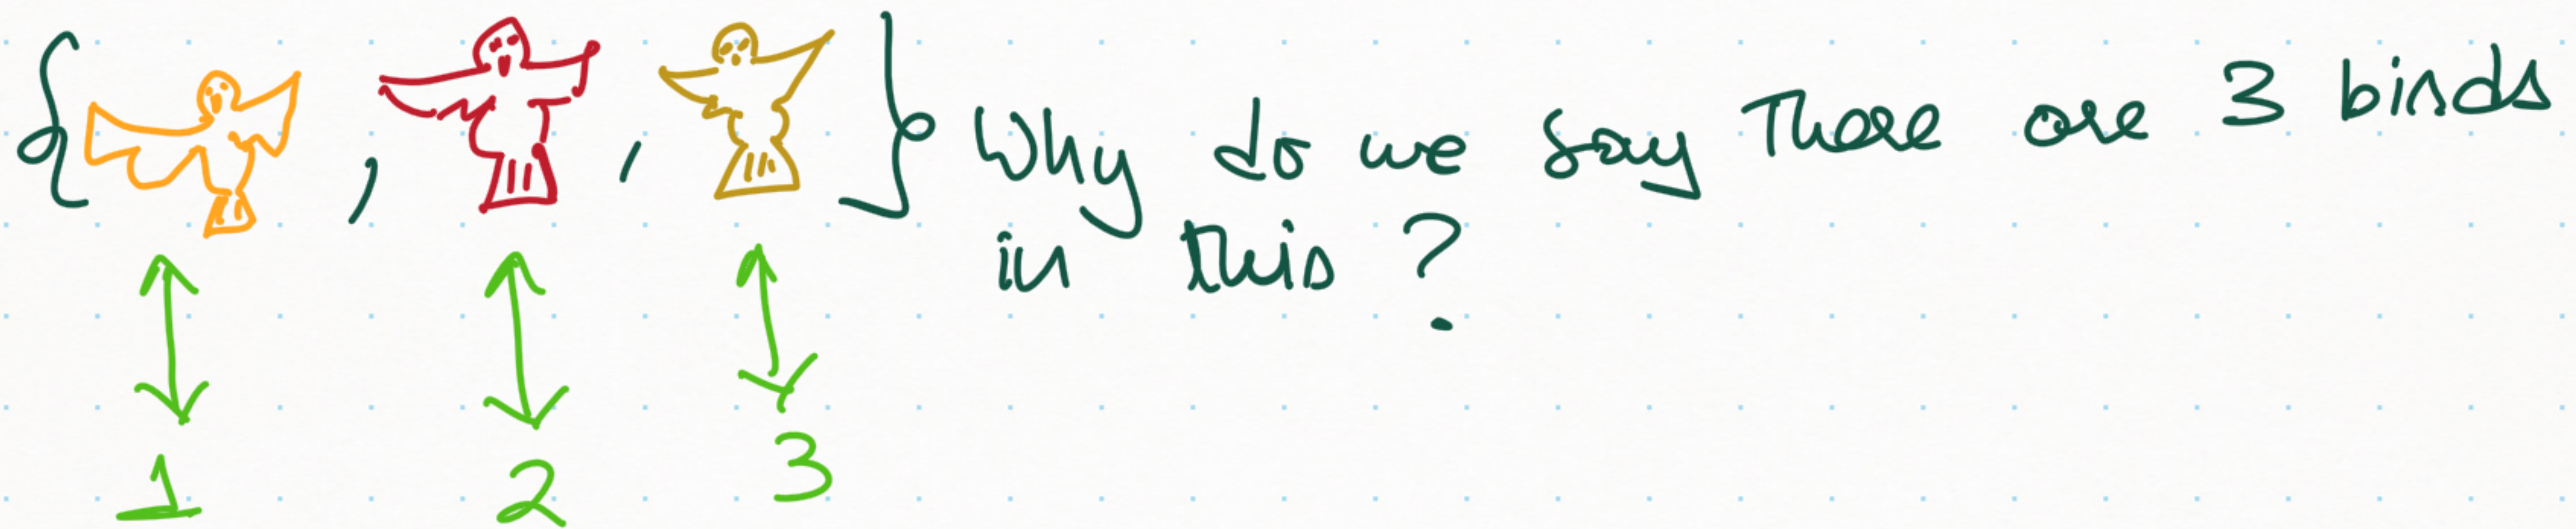 { , , } Why do we say There are 3 birds
in this ?
1 2 3